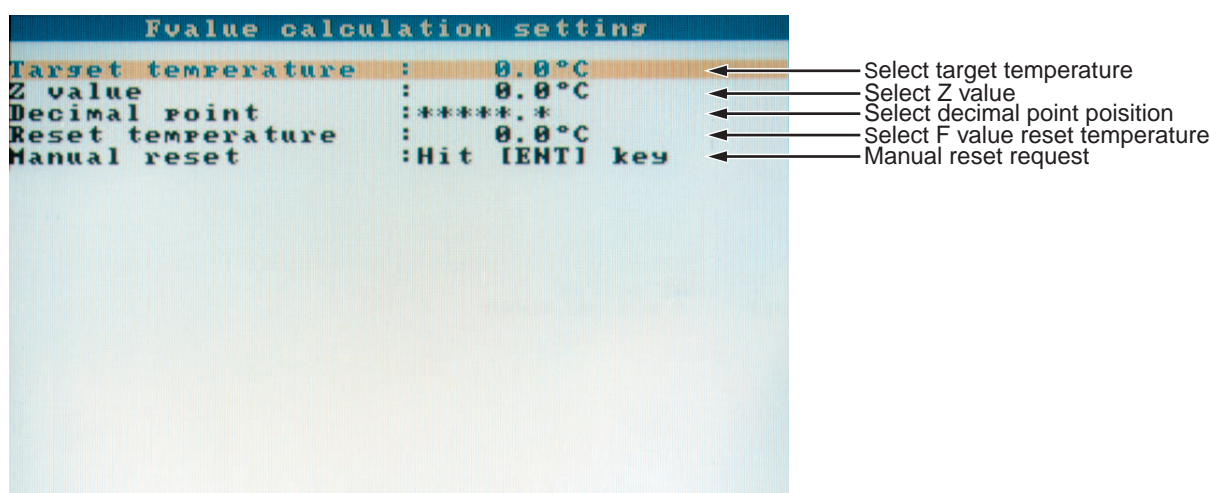 Fvalue calculation setting
Target temperature : 0.0°C Select target temperature
Z value : 0.0°C Select Z value
Decimal point :*****.* Select decimal point poisition
Reset temperature : 0.0°C Select F value reset temperature
Manual reset :Hit [ENT] key Manual reset request